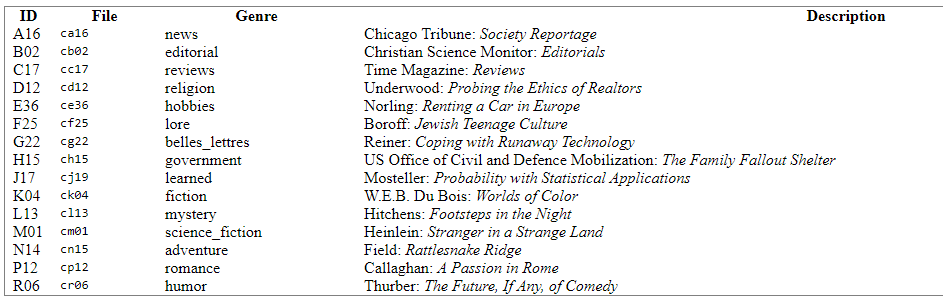 ID File Genre Description
A16 ca16 news Chicago Tribune: Society Reportage
B02 cb02 editorial Christian Science Monitor: Editorials
C17 cc17 reviews Time Magazine: Reviews
D12 cd12 religion Underwood: Probing the Ethics of Realtors
E36 ce36 hobbies Norling: Renting a Car in Europe
F25 cf25 lore Boroff: Jewish Teenage Culture
G22 cg22 belles_lettres Reiner: Coping with Runaway Technology
H15 ch15 government US Office of Civil and Defence Mobilization: The Family Fallout Shelter
J17 cj19 learned Mosteller: Probability with Statistical Applications
K04 ck04 fiction W.E.B. Du Bois: Worlds of Color
L13 cl13 mystery Hitchens: Footsteps in the Night
M01 cm01 science_fiction Heinlein: Stranger in a Strange Land
N14 cn15 adventure Field: Rattlesnake Ridge
P12 cp12 romance Callaghan: A Passion in Rome
R06 cr06 humor Thurber: The Future, If Any, of Comedy